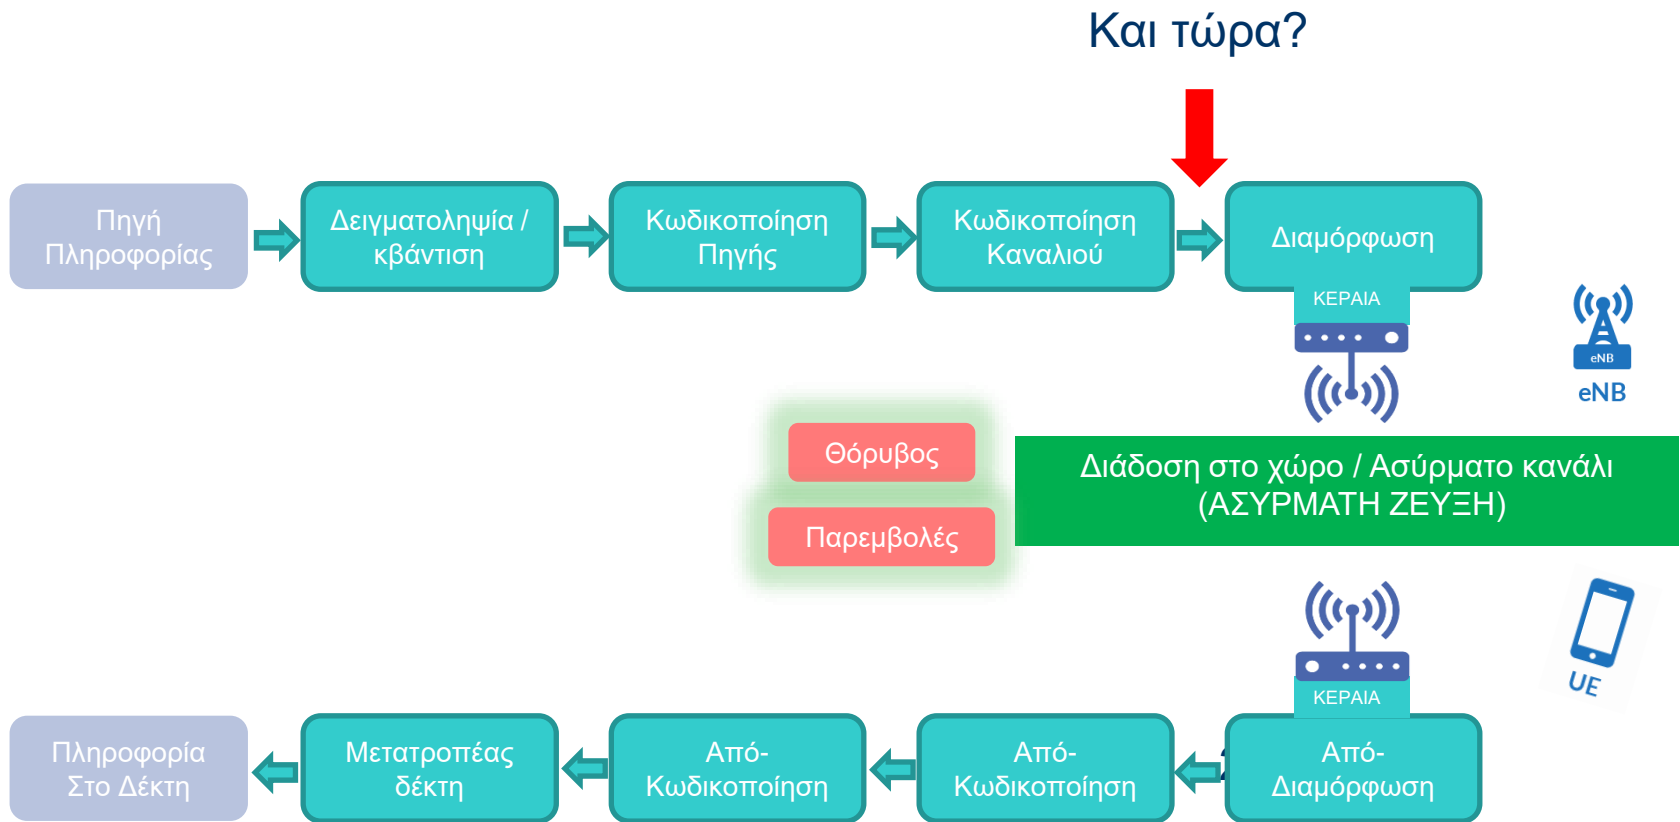 Και τώρα?
Πηγή
Πληροφορίας
Δειγματοληψία /
κβάντιση
Κωδικοποίηση
Πηγής
Κωδικοποίηση
Καναλιού
Διαμόρφωση
ΚΕΡΑΙΑ
eNB
eNB
Θόρυβος
Παρεμβολές
Διάδοση στο χώρο / Ασύρματο κανάλι
(ΑΣΥΡΜΑΤΗ ΖΕΥΞΗ)
UE
ΚΕΡΑΙΑ
Πληροφορία
Στο Δέκτη
Μετατροπέας
δέκτη
Από-
Κωδικοποίηση
Από-
Κωδικοποίηση
Από-
Διαμόρφωση